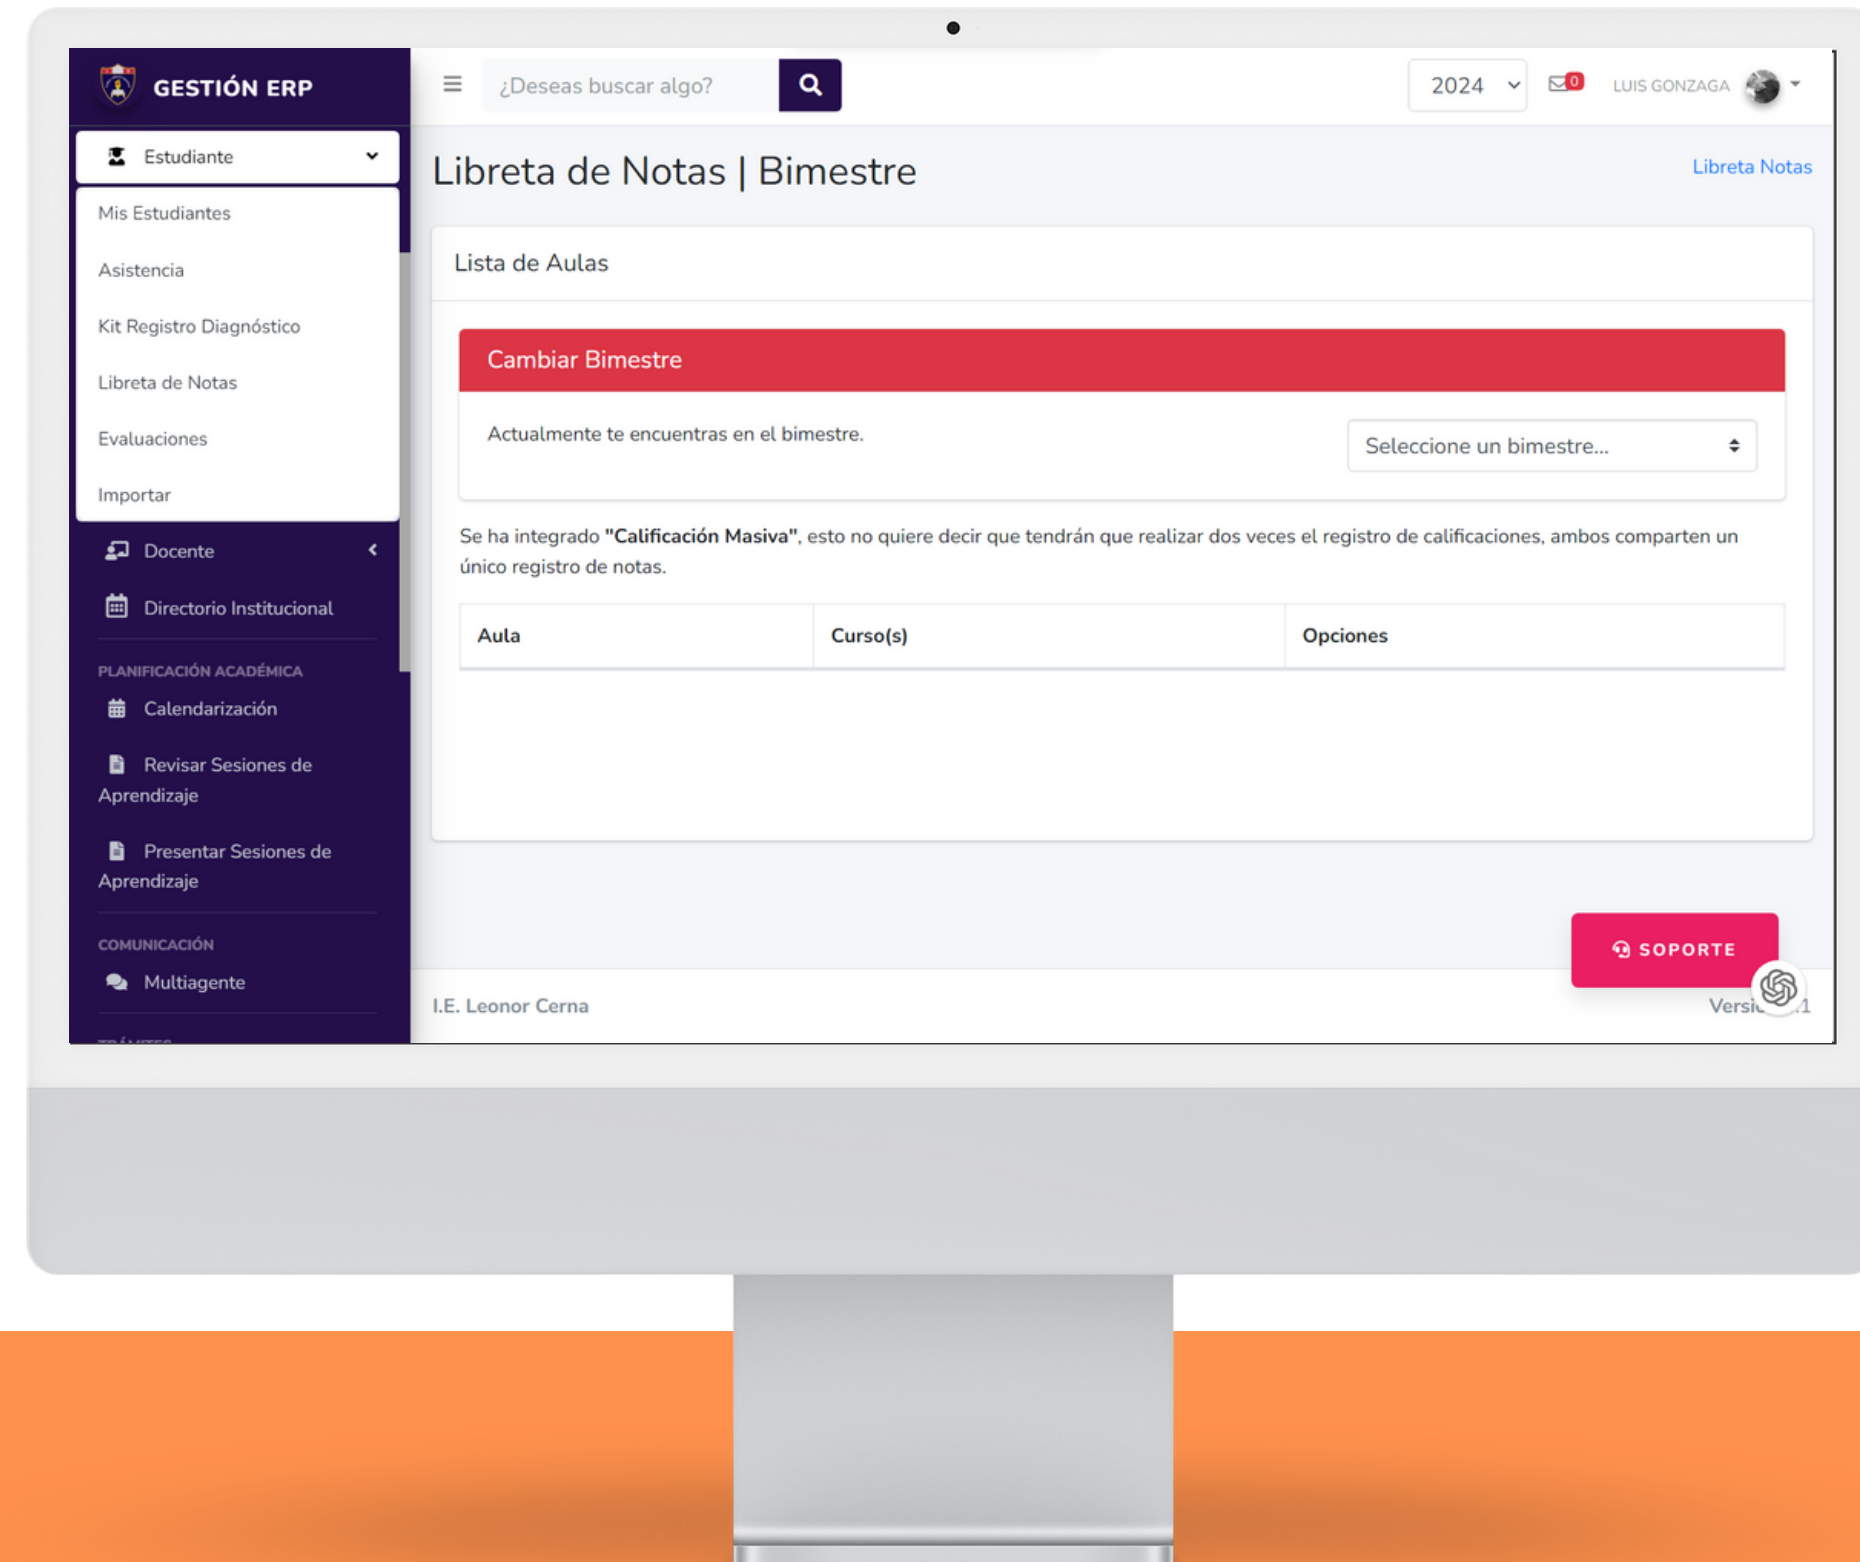 GESTIÓN ERP
¿Deseas buscar algo?
2024
0
LUIS GONZAGA
Estudiante
Mis Estudiantes
Asistencia
Kit Registro Diagnóstico
Libreta de Notas
Evaluaciones
Importar
Docente
Directorio Institucional
PLANIFICACIÓN ACADÉMICA
Calendarización
Revisar Sesiones de
Aprendizaje
Presentar Sesiones de
Aprendizaje
COMUNICACIÓN
Multiagente
Libreta de Notas | Bimestre
Libreta Notas
Lista de Aulas
Cambiar Bimestre
Actualmente te encuentras en el bimestre.
Seleccione un bimestre...
Se ha integrado "Calificación Masiva", esto no quiere decir que tendrán que realizar dos veces el registro de calificaciones, ambos comparten un
único registro de notas.
Aula
Curso(s)
Opciones
SOPORTE
I.E. Leonor Cerna